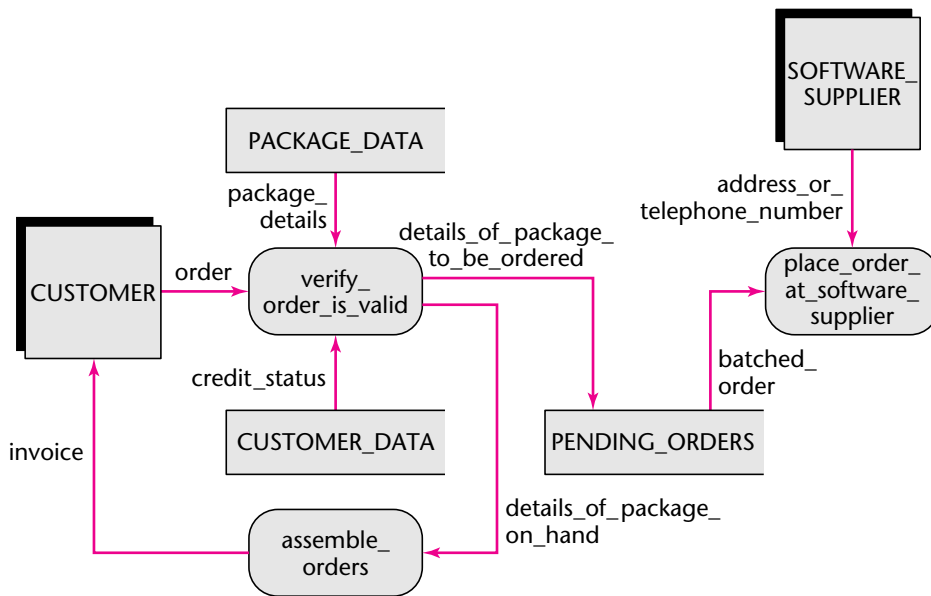 SOFTWARE_
SUPPLIER
PACKAGE_DATA
package_
details
address_or_
telephone_number
details_of_package_
to_be_ordered
order
CUSTOMER
verify_
order_is_valid
place_order_
at_software_
supplier
credit_status
batched_
order
CUSTOMER_DATA
PENDING_ORDERS
invoice
details_of_package_
on_hand
assemble_
orders